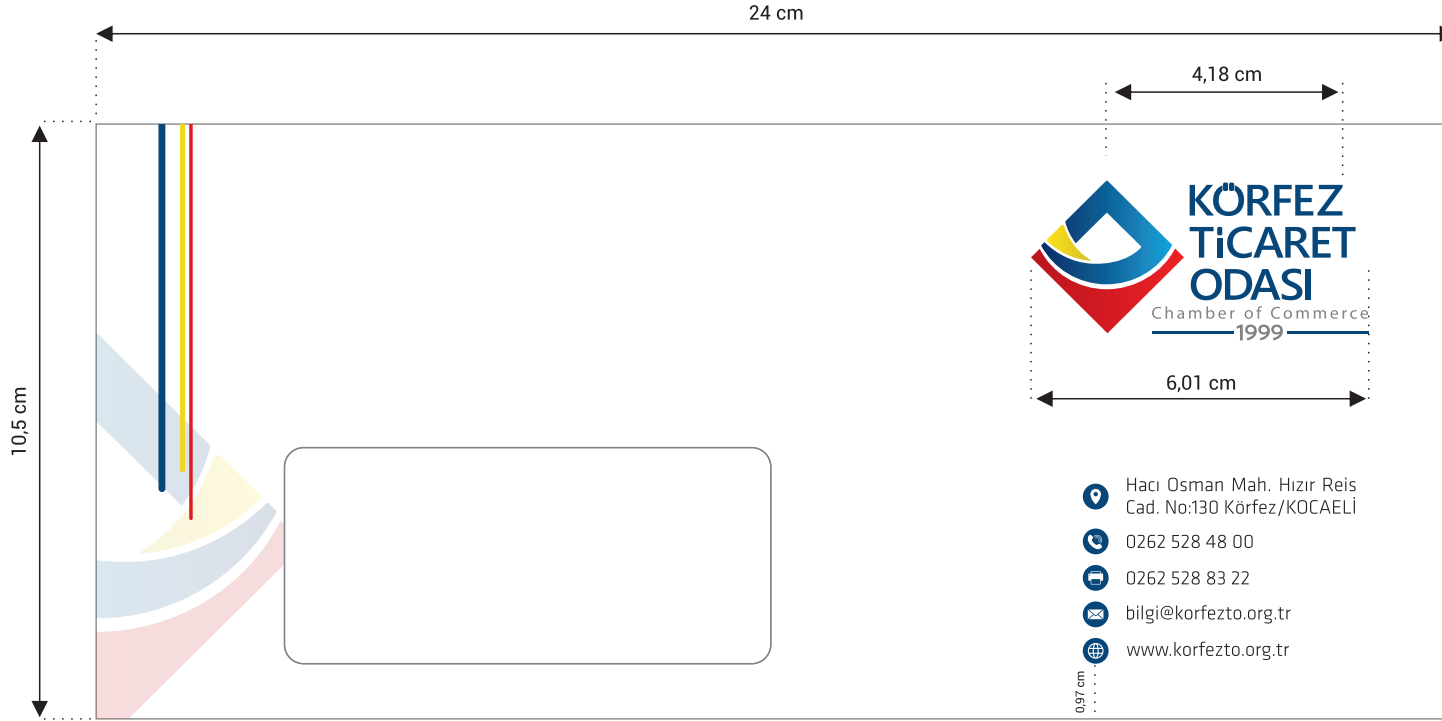 24 cm
4,18 cm
10,5 cm
KÖRFEZ
TiCARET
ODASI
Chamber of Commerce
1999
6,01 cm
Hacı Osman Mah. Hızır Reis
Cad. No:130 Körfez/KOCAELİ
0262 528 48 00
0262 528 83 22
bilgi@korfezto.org.tr
www.korfezto.org.tr
0,97 cm